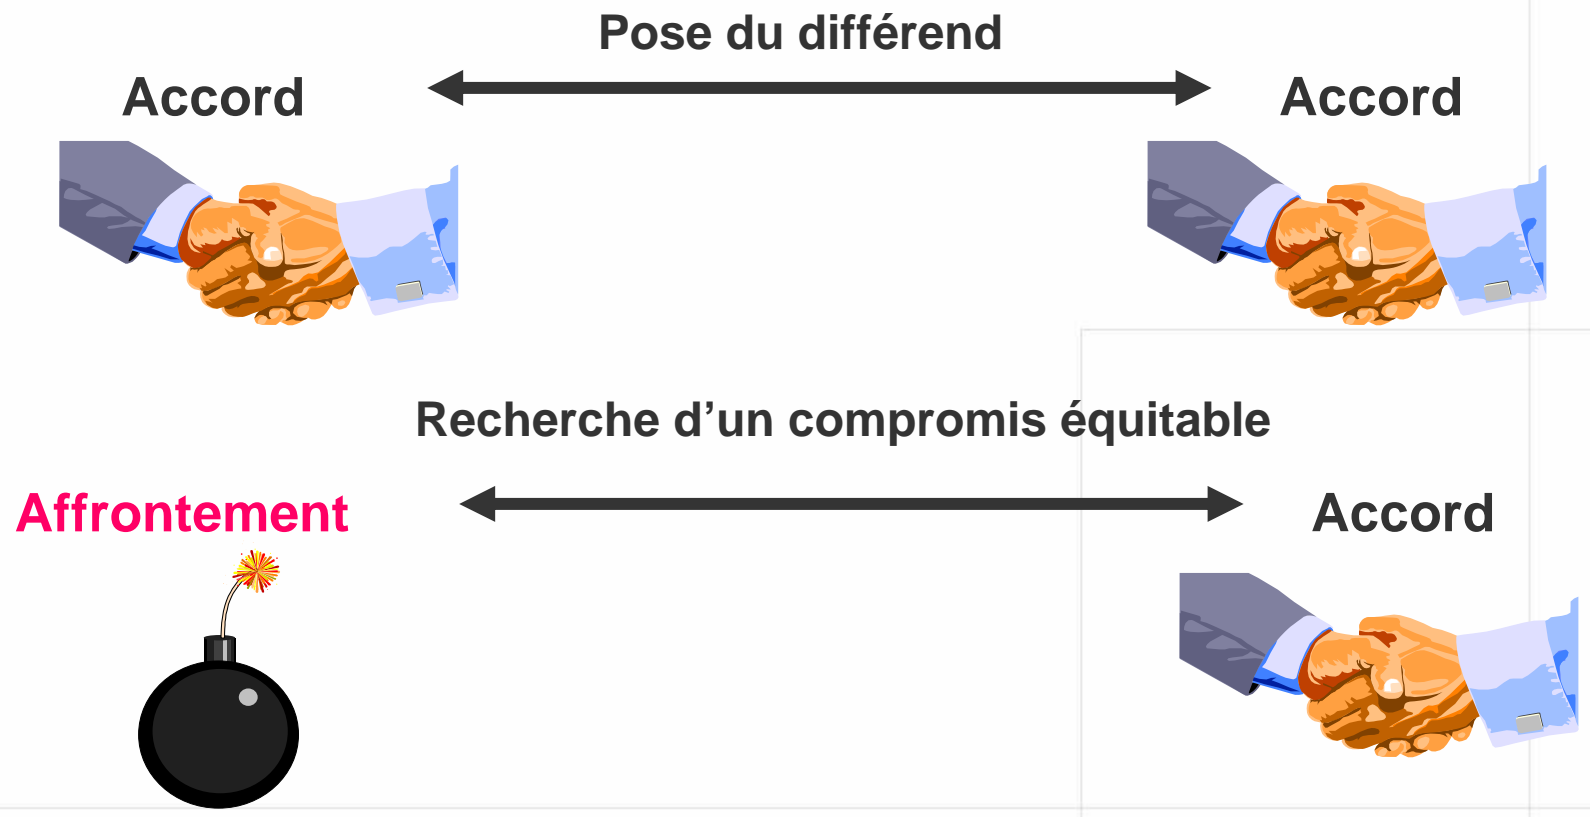 Pose du différend
Accord
Accord
Recherche d’un compromis équitable
Affrontement
Accord